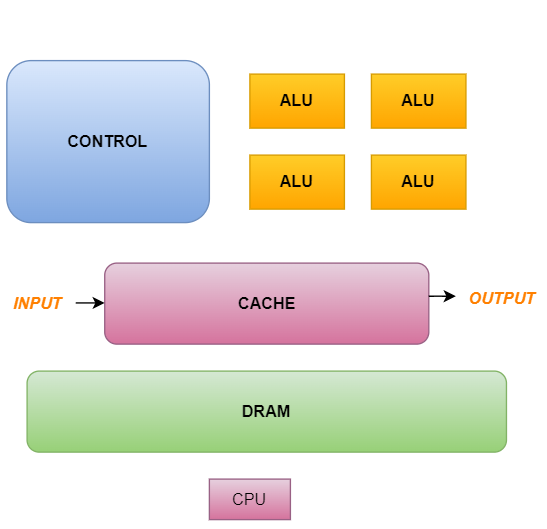 ALU
ALU
CONTROL
ALU
ALU
INPUT
CACHE
OUTPUT
DRAM
CPU